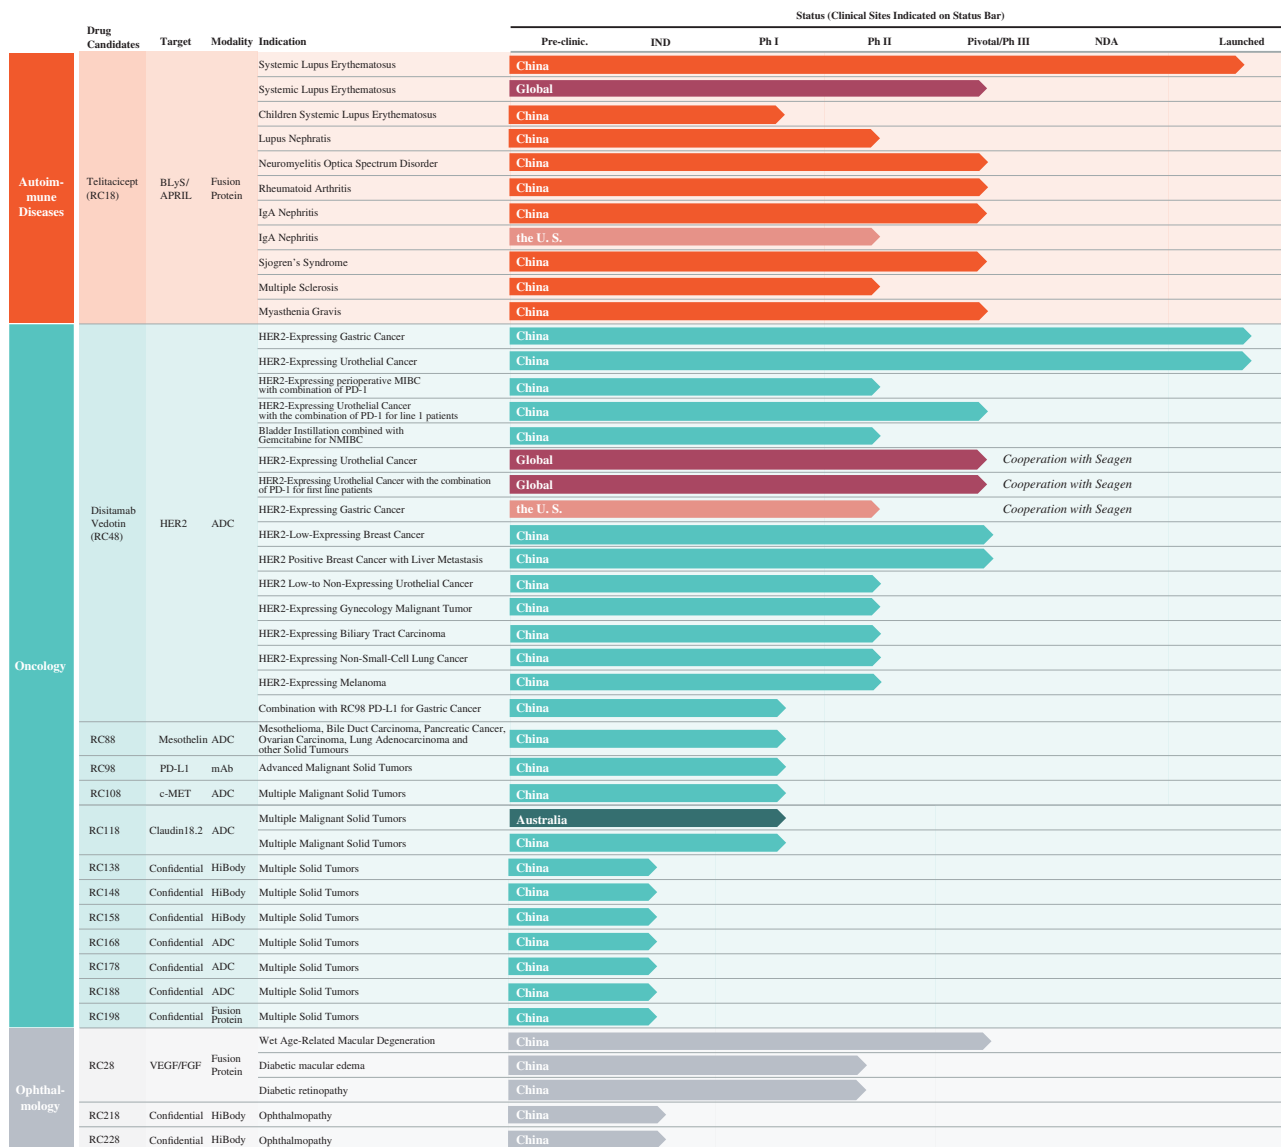 Status (Clinical Sites Indicated on Status Bar)
Drug
Candidates Target Modality Indication Pre-clinic. IND Ph I Ph II Pivotal/Ph III NDA Launched
Autoim-
mune
Diseases
Telitacicept
(RC18)
BLyS/
APRIL
Fusion
Protein
Systemic Lupus Erythematosus China
Systemic Lupus Erythematosus Global
Children Systemic Lupus Erythematosus China
Lupus Nephratis China
Neuromyelitis Optica Spectrum Disorder China
Rheumatoid Arthritis China
IgA Nephritis China
IgA Nephritis the U. S.
Sjogren's Syndrome China
Multiple Sclerosis China
Myasthenia Gravis China
Oncology
Disitamab
Vedotin
(RC48)
HER2 ADC
HER2-Expressing Gastric Cancer China
HER2-Expressing Urothelial Cancer China
HER2-Expressing perioperative MIBC
with combination of PD-1 China
HER2-Expressing Urothelial Cancer
with the combination of PD-1 for line 1 patients China
Bladder Instillation combined with
Gemcitabine for NMIBC China
HER2-Expressing Urothelial Cancer Global Cooperation with Seagen
HER2-Expressing Urothelial Cancer with the combination
of PD-1 for first line patients Global Cooperation with Seagen
HER2-Expressing Gastric Cancer the U.S. Cooperation with Seagen
HER2-Low-Expressing Breast Cancer China
HER2 Positive Breast Cancer with Liver Metastasis China
HER2 Low-to Non-Expressing Urothelial Cancer China
HER2-Expressing Gynecology Malignant Tumor China
HER2-Expressing Biliary Tract Carcinoma China
HER2-Expressing Non-Small-Cell Lung Cancer China
HER2-Expressing Melanoma China
Combination with RC98 PD-L1 for Gastric Cancer China
RC88 Mesothelin ADC
Mesothelioma, Bile Duct Carcinoma, Pancreatic Cancer,
Ovarian Carcinoma, Lung Adenocarcinoma and
other Solid Tumours
China
RC98 PD-L1 mAb Advanced Malignant Solid Tumors China
RC108 c-MET ADC Multiple Malignant Solid Tumors China
RC118 Claudin18.2 ADC
Multiple Malignant Solid Tumors Australia
Multiple Malignant Solid Tumors China
RC138 Confidential HiBody Multiple Solid Tumors China
RC148 Confidential HiBody Multiple Solid Tumors China
RC158 Confidential HiBody Multiple Solid Tumors China
RC168 Confidential ADC Multiple Solid Tumors China
RC178 Confidential ADC Multiple Solid Tumors China
RC188 Confidential ADC Multiple Solid Tumors China
RC198 Confidential Fusion
Protein Multiple Solid Tumors China
Ophthal-
mology
RC28 VEGF/FGF Fusion
Protein
Wet Age-Related Macular Degeneration China
Diabetic macular edema China
Diabetic retinopathy China
RC218 Confidential HiBody Ophthalmopathy China
RC228 Confidential HiBody Ophthalmopathy China